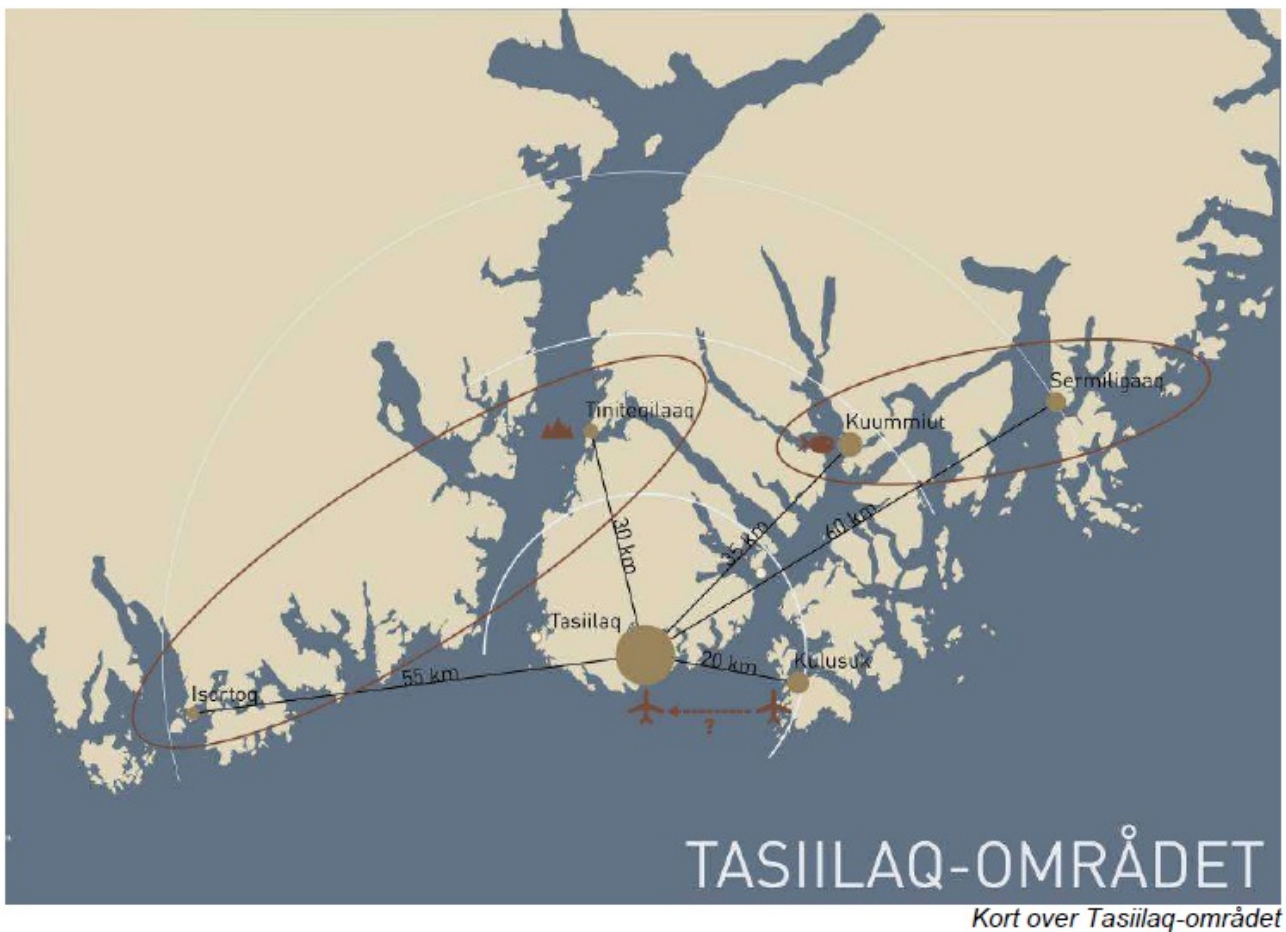 Sermiligaaq
Tiniteqilaaq
Kuummiut
30 km
35 km
60 km
Tasiilaq
Kulusuk
20 km
55 km
Isortoq
?
TASIILAQ-OMRÅDET
Kort over Tasiilaq-området